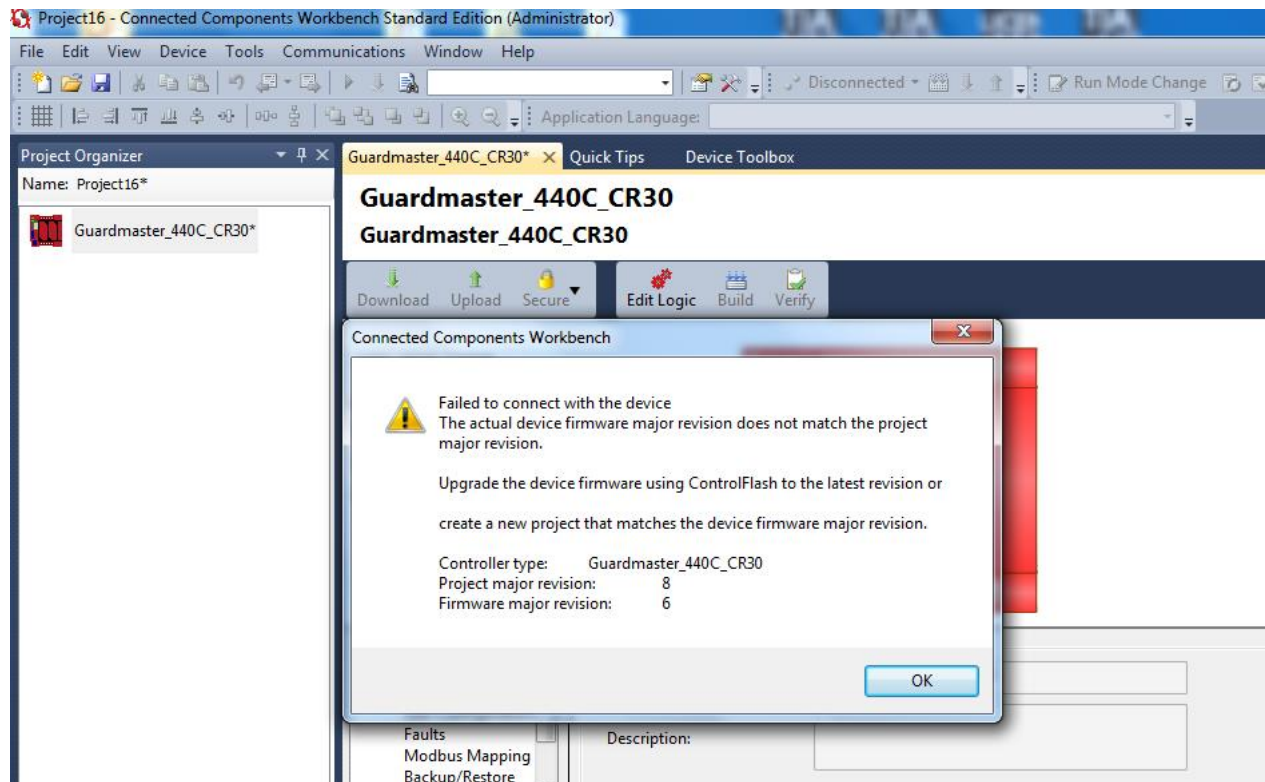 Project16 - Connected Components Workbench Standard Edition (Administrator)
File Edit View Device Tools Communications Window Help
Disconnected Run Mode Change
Application Language:
Project Organizer
Guardmaster_440C_CR30* Quick Tips Device Toolbox
Name: Project16*
Guardmaster_440C_CR30
Guardmaster_440C_CR30*
Guardmaster_440C_CR30
Download Upload Secure Edit Logic Build Verify
Connected Components Workbench
Failed to connect with the device
The actual device firmware major revision does not match the project
major revision.
Upgrade the device firmware using ControlFlash to the latest revision or
create a new project that matches the device firmware major revision.
Controller type: Guardmaster_440C_CR30
Project major revision: 8
Firmware major revision: 6
OK
Faults
Description:
Modbus Mapping
Backup/Restore